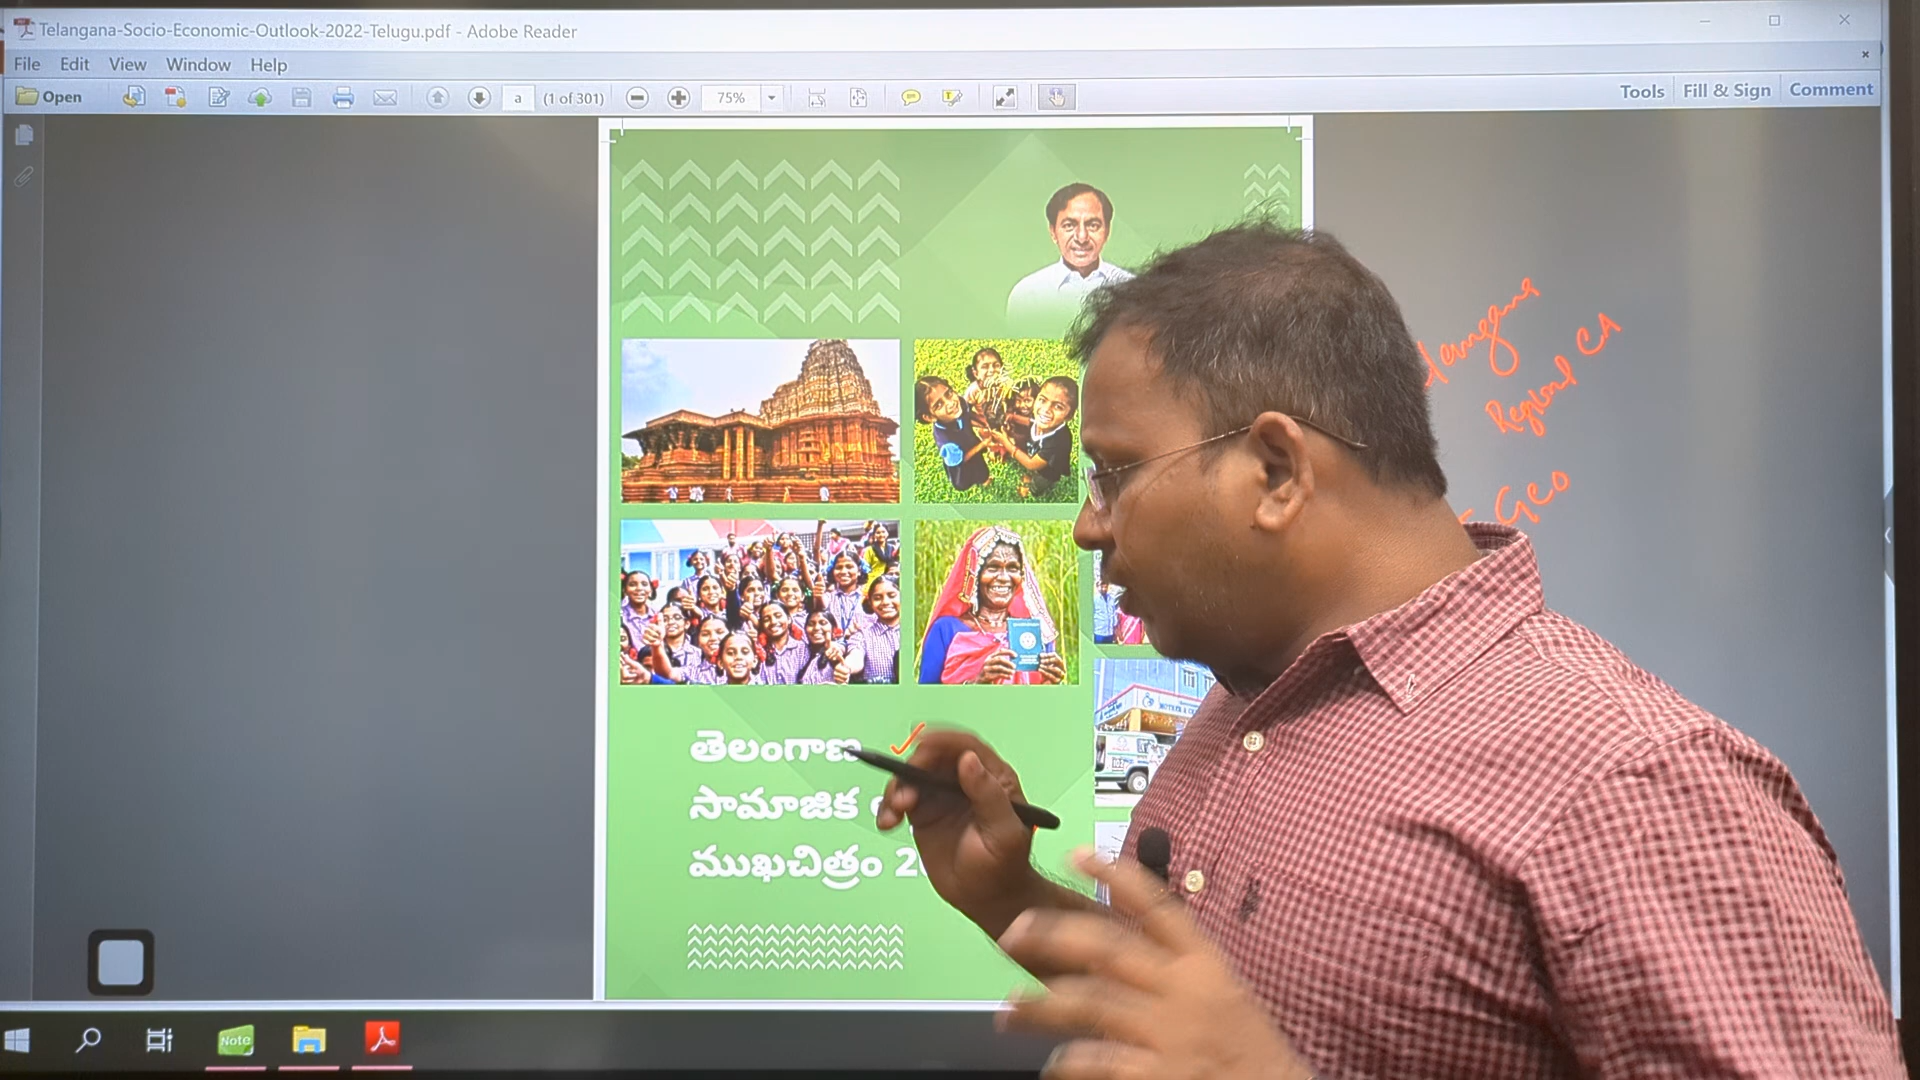 Telangana-Socio-Economic-Outlook-2022-Telugu.pdf - Adobe Reader
File Edit View Window Help
Open a (1 of 301) 75% Tools Fill & Sign Comment
Regional CA
Geo
తెలంగాణ
సామాజిక
ముఖచిత్రం 2
Note